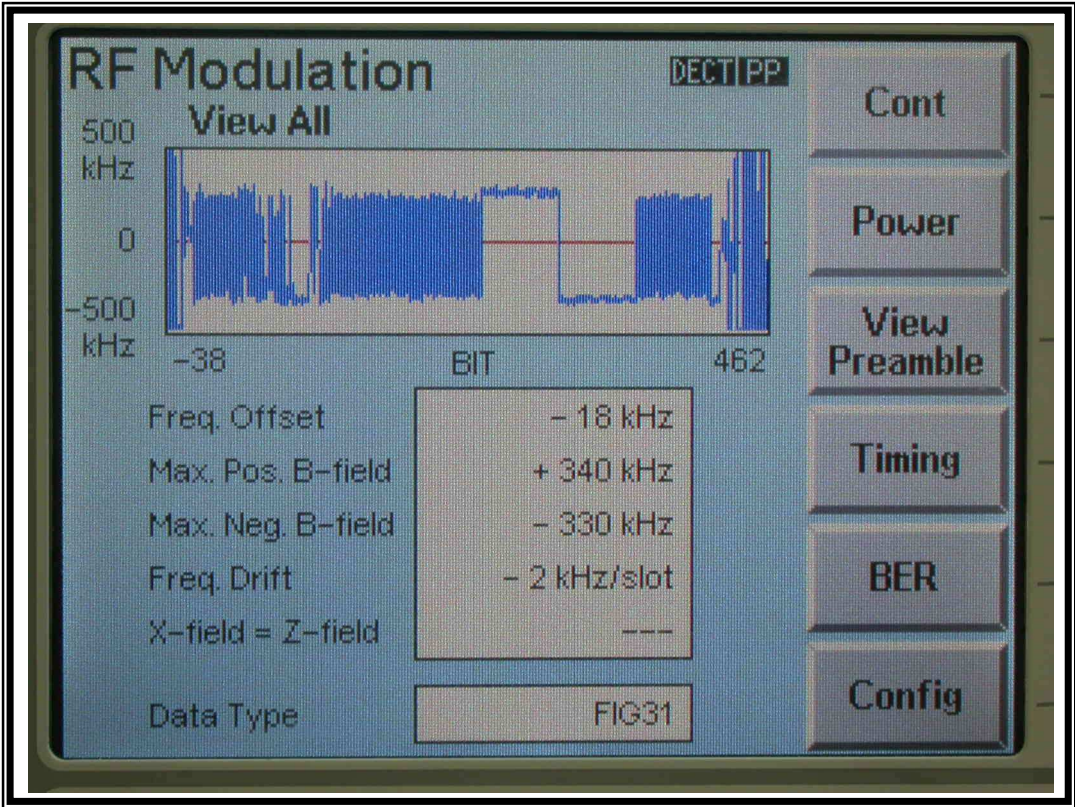 RF Modulation
DECT PP
View All
500
kHz
0
-500
kHz
-38
BIT
462
Freq. Offset
- 18 kHz
Max. Pos. B-field
+ 340 kHz
Max. Neg. B-field
- 330 kHz
Freq. Drift
- 2 kHz/slot
X-field = Z-field
---
Data Type
FIG31
Cont
Power
View
Preamble
Timing
BER
Config